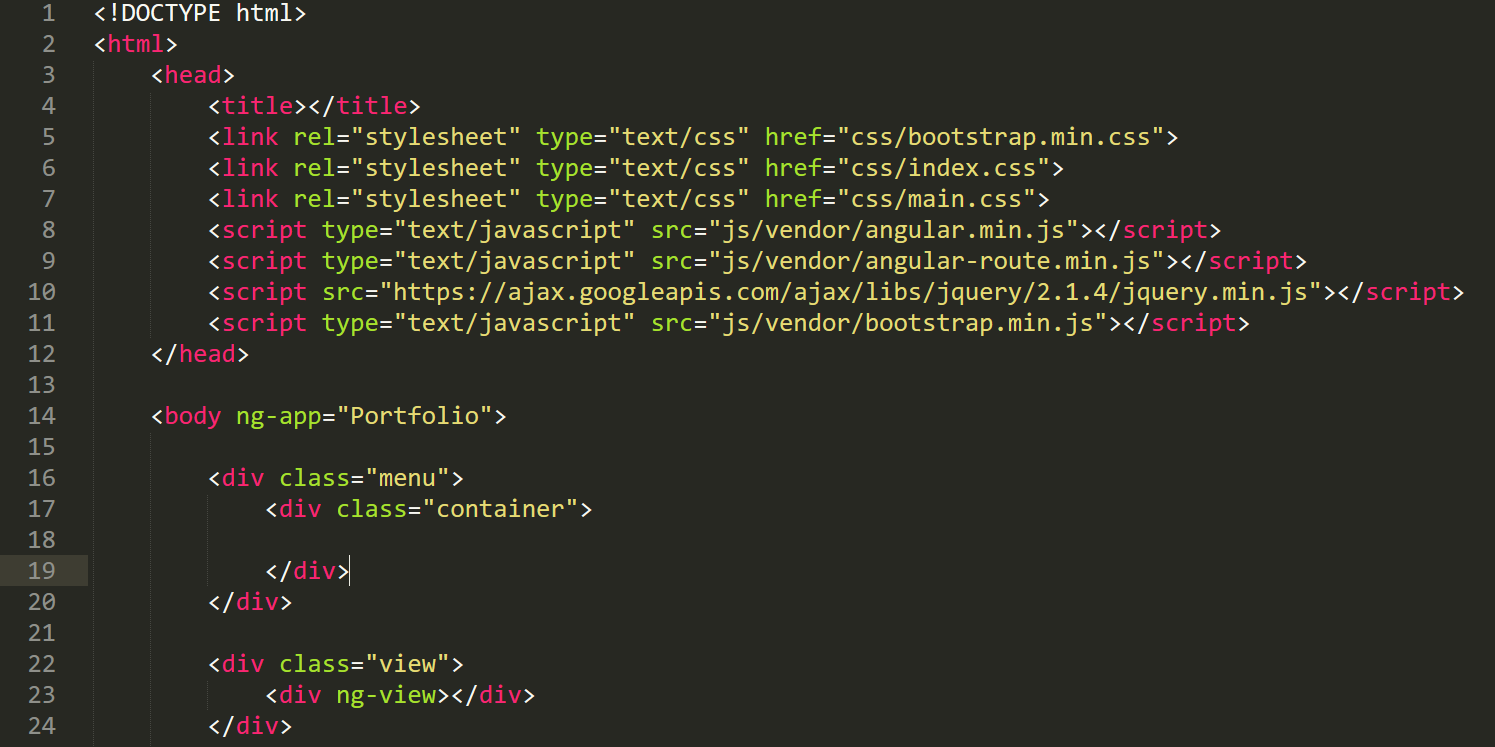 1 <!DOCTYPE html>
2 <html>
3     <head>
4         <title></title>
5         <link rel="stylesheet" type="text/css" href="css/bootstrap.min.css">
6         <link rel="stylesheet" type="text/css" href="css/index.css">
7         <link rel="stylesheet" type="text/css" href="css/main.css">
8         <script type="text/javascript" src="js/vendor/angular.min.js"></script>
9         <script type="text/javascript" src="js/vendor/angular-route.min.js"></script>
10         <script src="https://ajax.googleapis.com/ajax/libs/jquery/2.1.4/jquery.min.js"></script>
11         <script type="text/javascript" src="js/vendor/bootstrap.min.js"></script>
12     </head>
13
14     <body ng-app="Portfolio">
15
16         <div class="menu">
17             <div class="container">
18
19             </div>
20         </div>
21
22         <div class="view">
23             <div ng-view></div>
24         </div>